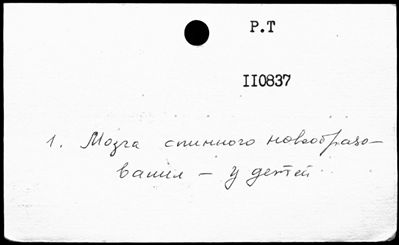 P.T
II0837
1. Мозга спинного новообразо-
вания - у детей